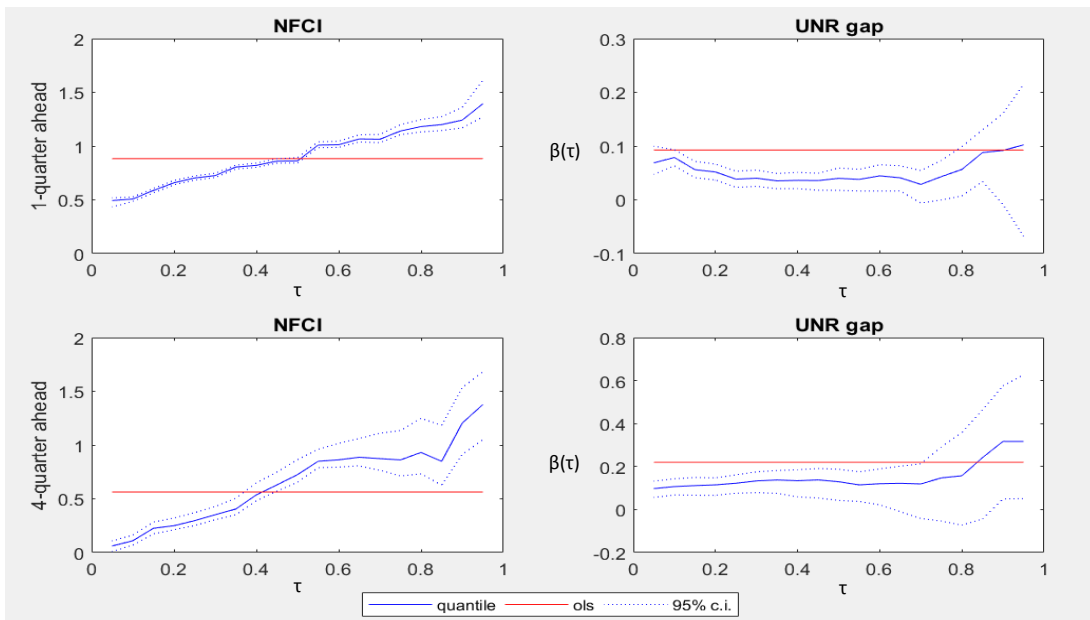 NFCI
UNR gap
1-quarter ahead
2
1.5
1
0.5
0
0 0.2 0.4 0.6 0.8 1
τ
β(τ)
0.3
0.2
0.1
0
-0.1
0 0.2 0.4 0.6 0.8 1
τ
NFCI
UNR gap
4-quarter ahead
2
1.5
1
0.5
0
0 0.2 0.4 0.6 0.8 1
τ
β(τ)
0.8
0.6
0.4
0.2
0
-0.2
0 0.2 0.4 0.6 0.8 1
τ
quantile ols 95% c.i.